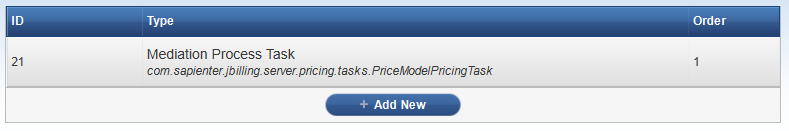 ID Type Order
21 Mediation Process Task 1
com.sapienter.jbilling.server.pricing.tasks.PriceModelPricingTask
+ Add New